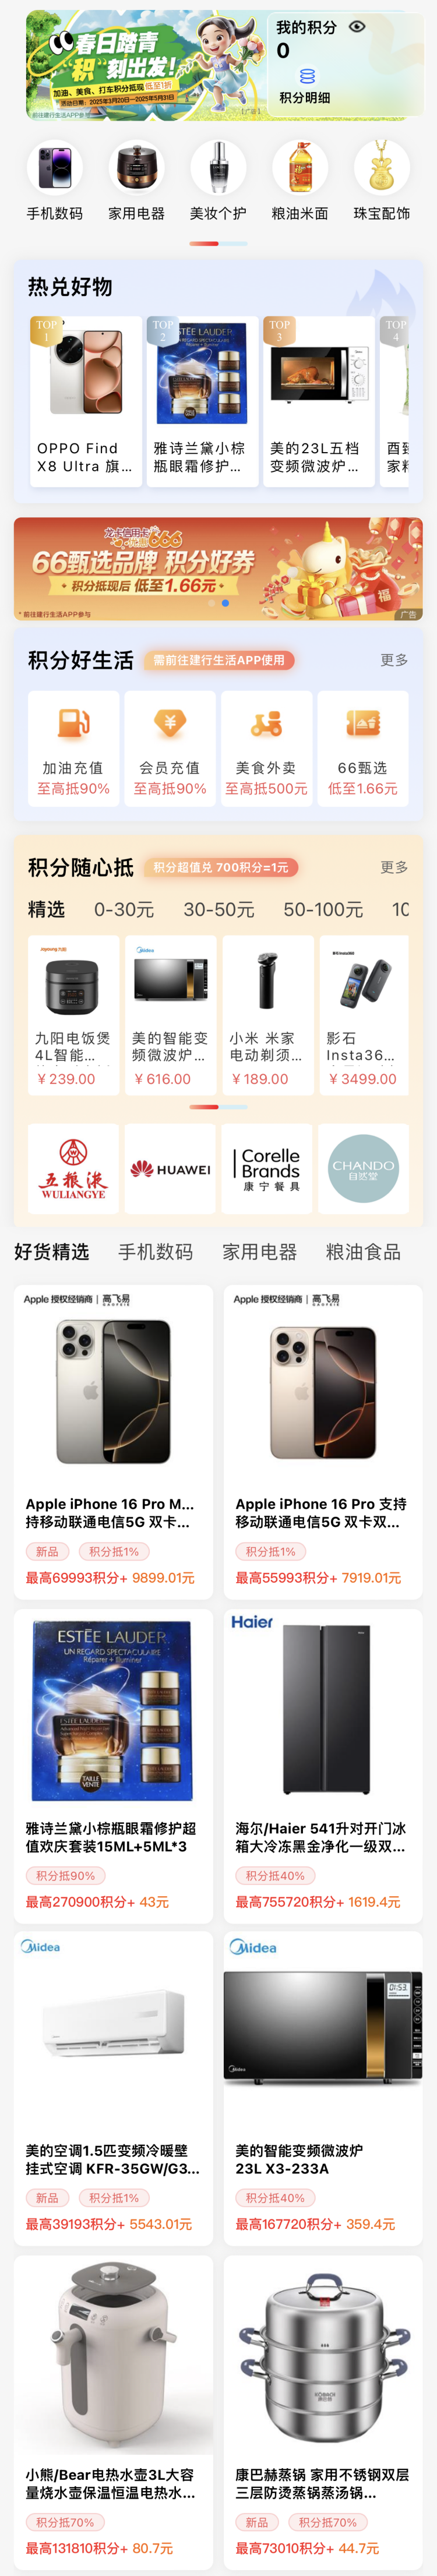 春日踏青
“积”刻出发!
加油、美食、打车积分抵现 低至1折
活动日期:2025年3月20日—2025年5月31日
前往建行生活APP参与
【广告】
我的积分
0
积分明细
手机数码
家用电器
美妆个护
粮油米面
珠宝配饰
热兑好物
TOP 1
TOP 2
TOP 3
TOP 4
ESTĒE LAUDER
OPPO Find
X8 Ultra 旗...
雅诗兰黛小棕
瓶眼霜修护...
美的23L五档
变频微波炉...
龙卡信用卡
优惠666
66甄选品牌 积分好券
积分抵现后 低至1.66元
* 前往建行生活APP参与
广告
积分好生活
需前往建行生活APP使用
更多
加油充值
至高抵90%
会员充值
至高抵90%
美食外卖
至高抵500元
66甄选
低至1.66元
积分随心抵
积分超值兑 700积分=1元
更多
精选
0-30元
30-50元
50-100元
10
Joyoung 九阳
Midea
九阳电饭煲
4L智能...
¥239.00
美的智能变
频微波炉...
¥616.00
小米 米家
电动剃须...
¥189.00
影石
Insta36...
¥3499.00
五粮液
WULIANGYE
HUAWEI
Corelle
Brands
康宁餐具
CHANDO
自然堂
好货精选
手机数码
家用电器
粮油食品
Apple 授权经销商 | 高飞易
GAOFEIE
Apple iPhone 16 Pro M...
持移动联通电信5G 双卡...
新品
积分抵1%
最高69993积分+ 9899.01元
Apple 授权经销商 | 高飞易
GAOFEIE
Apple iPhone 16 Pro 支持
移动联通电信5G 双卡双...
积分抵1%
最高55993积分+ 7919.01元
ESTĒE LAUDER
UN REGARD SPECTACULAIRE
Réparer + Illuminer
TAILLE
VENTE
雅诗兰黛小棕瓶眼霜修护超
值欢庆套装15ML+5ML*3
积分抵90%
最高270900积分+ 43元
Haier
海尔/Haier 541升对开门冰
箱大冷冻黑金净化一级双...
积分抵40%
最高755720积分+ 1619.4元
Midea
美的空调1.5匹变频冷暖壁
挂式空调 KFR-35GW/G3...
新品
积分抵1%
最高39193积分+ 5543.01元
Midea
01:53
Midea
美的智能变频微波炉
23L X3-233A
积分抵40%
最高167720积分+ 359.4元
小熊/Bear电热水壶3L大容
量烧水壶保温恒温电热水...
积分抵70%
最高131810积分+ 80.7元
康巴赫蒸锅 家用不锈钢双层
三层防烫蒸锅蒸汤锅...
新品
积分抵70%
最高73010积分+ 44.7元